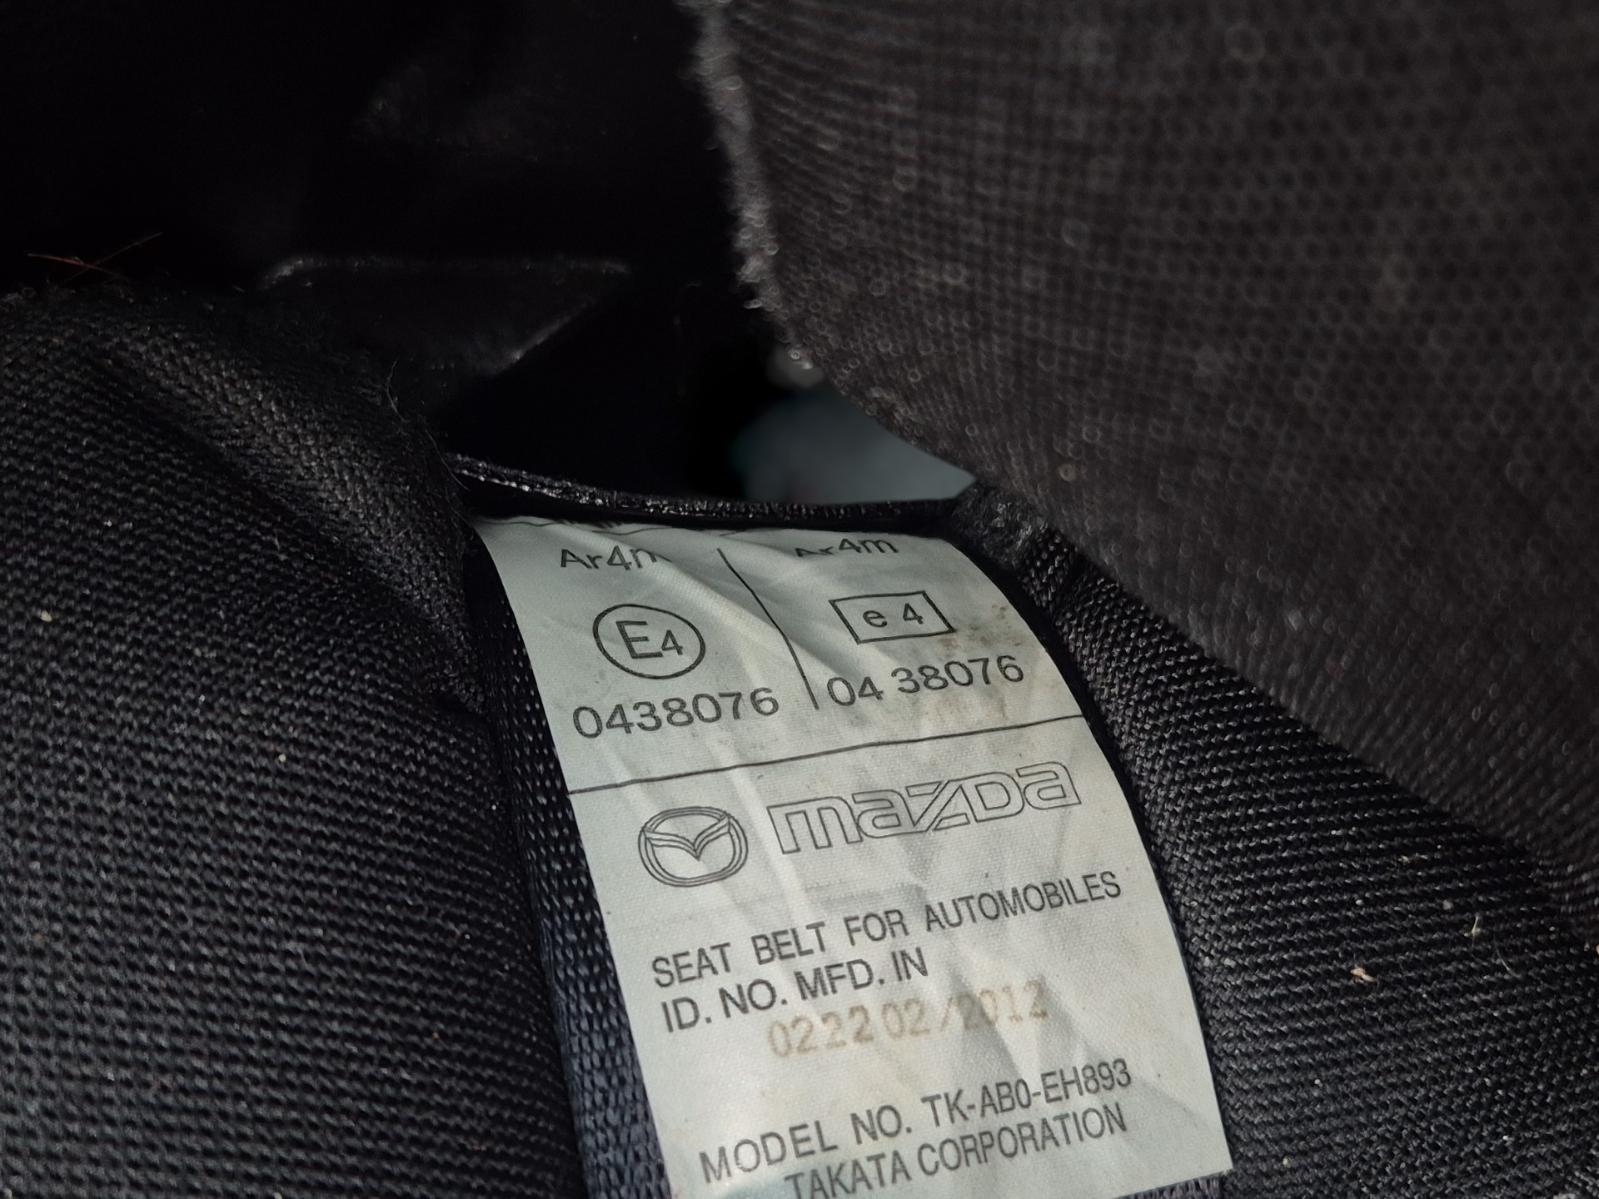 Ar4m Ar4m
E4 e 4
0438076 04 38076
mazDa
SEAT BELT FOR AUTOMOBILES
ID. NO. MFD. IN
0222 02/2012
MODEL NO. TK-AB0-EH893
TAKATA CORPORATION